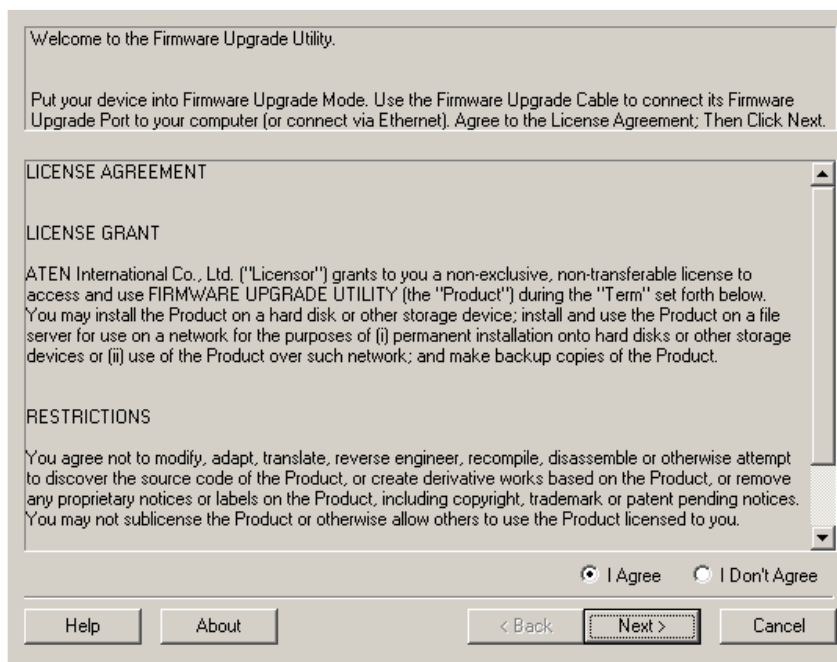 Welcome to the Firmware Upgrade Utility.
Put your device into Firmware Upgrade Mode. Use the Firmware Upgrade Cable to connect its Firmware
Upgrade Port to your computer (or connect via Ethernet). Agree to the License Agreement; Then Click Next.
LICENSE AGREEMENT
LICENSE GRANT
ATEN International Co., Ltd. ("Licensor") grants to you a non-exclusive, non-transferable license to
access and use FIRMWARE UPGRADE UTILITY (the "Product") during the "Term" set forth below.
You may install the Product on a hard disk or other storage device; install and use the Product on a file
server for use on a network for the purposes of (i) permanent installation onto hard disks or other storage
devices or (ii) use of the Product over such network; and make backup copies of the Product.
RESTRICTIONS
You agree not to modify, adapt, translate, reverse engineer, recompile, disassemble or otherwise attempt
to discover the source code of the Product, or create derivative works based on the Product, or remove
any proprietary notices or labels on the Product, including copyright, trademark or patent pending notices.
You may not sublicense the Product or otherwise allow others to use the Product licensed to you.
I Agree I Don't Agree
Help About < Back Next > Cancel